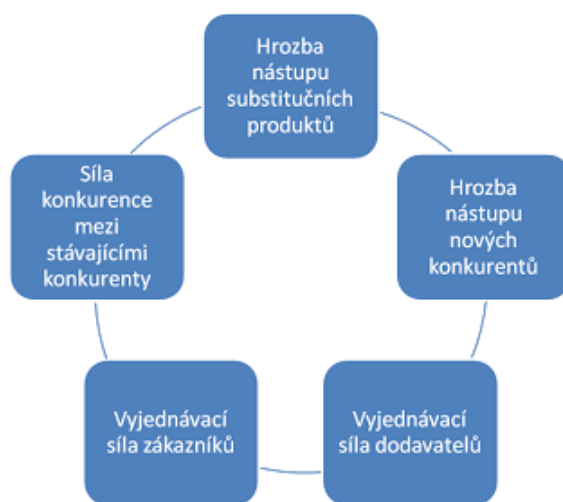 Hrozba
nástupu
substitučních
produktů
Síla
konkurence
mezi
stávajícími
konkurenty
Hrozba
nástupu
nových
konkurentů
Vyjednávací
síla zákazníků
Vyjednávací
síla dodavatelů